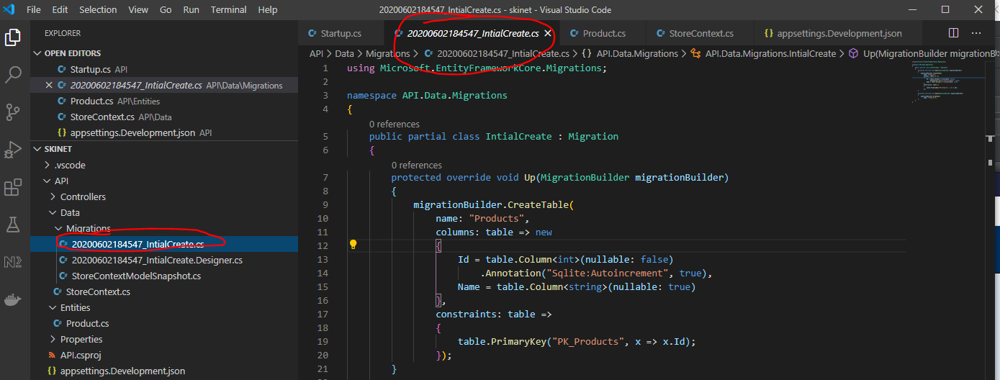 File Edit Selection View Go Run Terminal Help 20200602184547_IntialCreate.cs - skinet - Visual Studio Code
EXPLORER
OPEN EDITORS
Startup.cs API
20200602184547_IntialCreate.cs API\Data\Migrations
Product.cs API\Entities
StoreContext.cs API\Data
{} appsettings.Development.json API
SKINET
.vscode
API
Controllers
Data
Migrations
20200602184547_IntialCreate.cs
20200602184547_IntialCreate.Designer.cs
StoreContextModelSnapshot.cs
StoreContext.cs
Entities
Product.cs
Properties
API.csproj
{} appsettings.Development.json
Startup.cs 20200602184547_IntialCreate.cs Product.cs StoreContext.cs {} appsettings.Development.json
API > Data > Migrations > 20200602184547_IntialCreate.cs > {} API.Data.Migrations > API.Data.Migrations.IntialCreate > Up(MigrationBuilder migrationB
1 using Microsoft.EntityFrameworkCore.Migrations;
2
3 namespace API.Data.Migrations
4 {
0 references
5 public partial class IntialCreate : Migration
6 {
0 references
7 protected override void Up(MigrationBuilder migrationBuilder)
8 {
9 migrationBuilder.CreateTable(
10 name: "Products",
11 columns: table => new
12 {
13 Id = table.Column<int>(nullable: false)
14 .Annotation("Sqlite:Autoincrement", true),
15 Name = table.Column<string>(nullable: true)
16 },
17 constraints: table =>
18 {
19 table.PrimaryKey("PK_Products", x => x.Id);
20 });
21 }